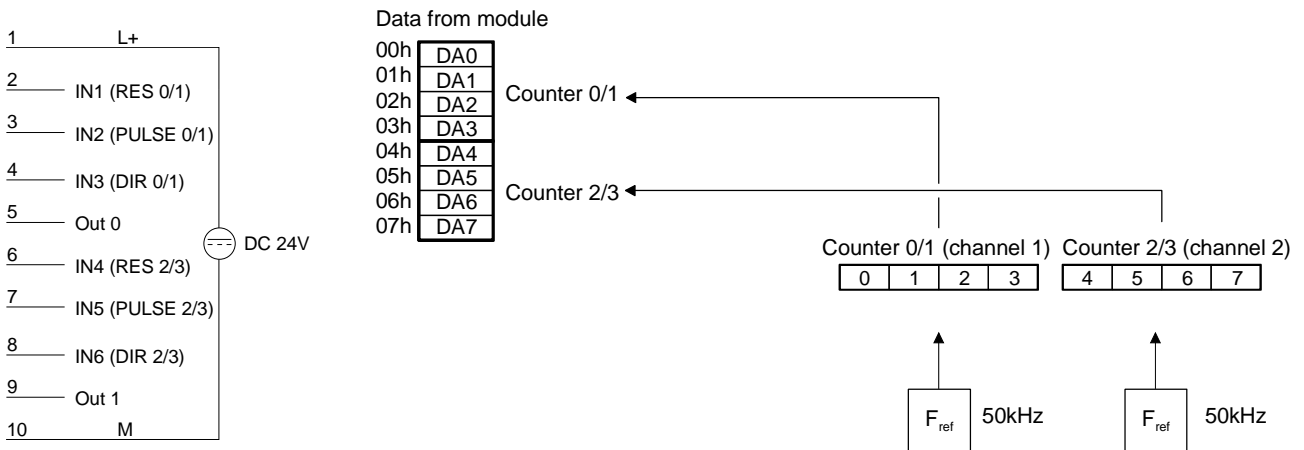 1 L+
2 IN1 (RES 0/1)
3 IN2 (PULSE 0/1)
4 IN3 (DIR 0/1)
5 Out 0
DC 24V
6 IN4 (RES 2/3)
7 IN5 (PULSE 2/3)
8 IN6 (DIR 2/3)
9 Out 1
10 M
Data from module
00h DA0
01h DA1
02h DA2
03h DA3
Counter 0/1
04h DA4
05h DA5
06h DA6
07h DA7
Counter 2/3
Counter 0/1 (channel 1)
0 1 2 3
Fref 50kHz
Counter 2/3 (channel 2)
4 5 6 7
Fref 50kHz